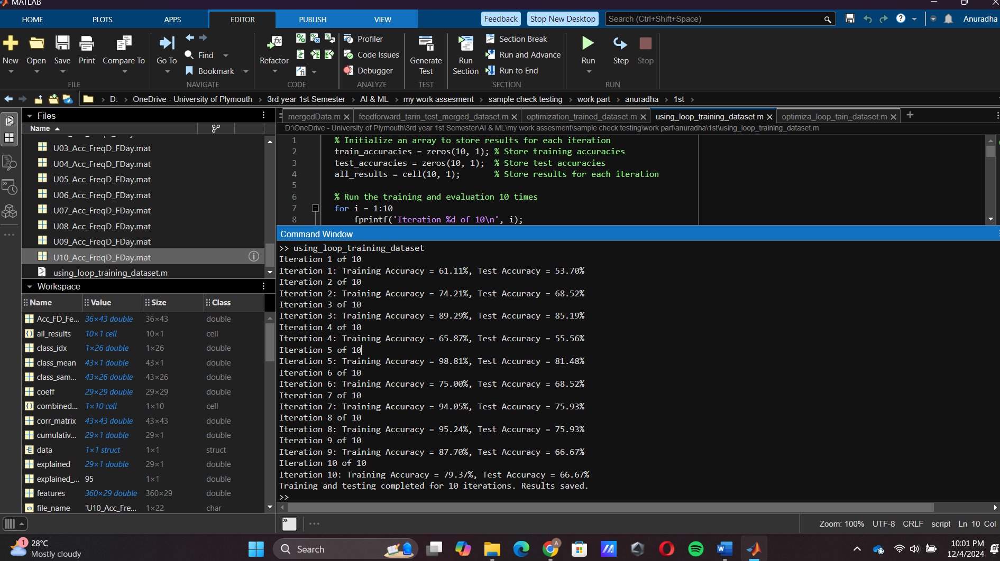 MATLAB
HOME PLOTS APPS EDITOR PUBLISH VIEW Feedback Stop New Desktop Search (Ctrl+Shift+Space) Anuradha
New Open Save Print Compare To Go To Find Bookmark Refactor Profiler Code Issues Debugger Generate Test Run Section Section Break Run and Advance Run to End Run Step Stop
FILE NAVIGATE CODE ANALYZE TEST SECTION RUN
D: › OneDrive - University of Plymouth › 3rd year 1st Semester › AI & ML › my work assesment › sample check testing › work part › anuradha › 1st ›
Files
Name
U03_Acc_FreqD_FDay.mat
U04_Acc_FreqD_FDay.mat
U05_Acc_FreqD_FDay.mat
U06_Acc_FreqD_FDay.mat
U07_Acc_FreqD_FDay.mat
U08_Acc_FreqD_FDay.mat
U09_Acc_FreqD_FDay.mat
U10_Acc_FreqD_FDay.mat
using_loop_training_dataset.m
Workspace
Name Value Size Class
Acc_FD_Fe... 36×43 double 36×43 double
all_results 10×1 cell 10×1 cell
class_idx 1×26 double 1×26 double
class_mean 43×1 double 43×1 double
class_sam... 43×26 double 43×26 double
coeff 29×29 double 29×29 double
combined... 1×10 cell 1×10 cell
corr_matrix 43×43 double 43×43 double
cumulativ... 29×1 double 29×1 double
data 1×1 struct 1×1 struct
explained 29×1 double 29×1 double
explained_... 95 1×1 double
features 360×29 double 360×29 double
file_name 'U10_Acc_Fre... 1×22 char
mergedData.m feedforward_tarin_test_merged_dataset.m optimization_trained_dataset.m using_loop_training_dataset.m optimiza_loop_tain_dataset.m
D:\OneDrive - University of Plymouth\3rd year 1st Semester\AI & ML\my work assesment\sample check testing\work part\anuradha\1st\using_loop_training_dataset.m
1 % Initialize an array to store results for each iteration
2 train_accuracies = zeros(10, 1); % Store training accuracies
3 test_accuracies = zeros(10, 1); % Store test accuracies
4 all_results = cell(10, 1); % Store results for each iteration
5
6 % Run the training and evaluation 10 times
7 for i = 1:10
8 fprintf('Iteration %d of 10\n', i);
Command Window
>> using_loop_training_dataset
Iteration 1 of 10
Iteration 1: Training Accuracy = 61.11%, Test Accuracy = 53.70%
Iteration 2 of 10
Iteration 2: Training Accuracy = 74.21%, Test Accuracy = 68.52%
Iteration 3 of 10
Iteration 3: Training Accuracy = 89.29%, Test Accuracy = 85.19%
Iteration 4 of 10
Iteration 4: Training Accuracy = 65.87%, Test Accuracy = 55.56%
Iteration 5 of 10
Iteration 5: Training Accuracy = 98.81%, Test Accuracy = 81.48%
Iteration 6 of 10
Iteration 6: Training Accuracy = 75.00%, Test Accuracy = 68.52%
Iteration 7 of 10
Iteration 7: Training Accuracy = 94.05%, Test Accuracy = 75.93%
Iteration 8 of 10
Iteration 8: Training Accuracy = 95.24%, Test Accuracy = 75.93%
Iteration 9 of 10
Iteration 9: Training Accuracy = 87.70%, Test Accuracy = 66.67%
Iteration 10 of 10
Iteration 10: Training Accuracy = 79.37%, Test Accuracy = 66.67%
Training and testing completed for 10 iterations. Results saved.
>>
Zoom: 100% UTF-8 CRLF script Ln 10 Col
1 28°C
Mostly cloudy
Search
10:01 PM
12/4/2024